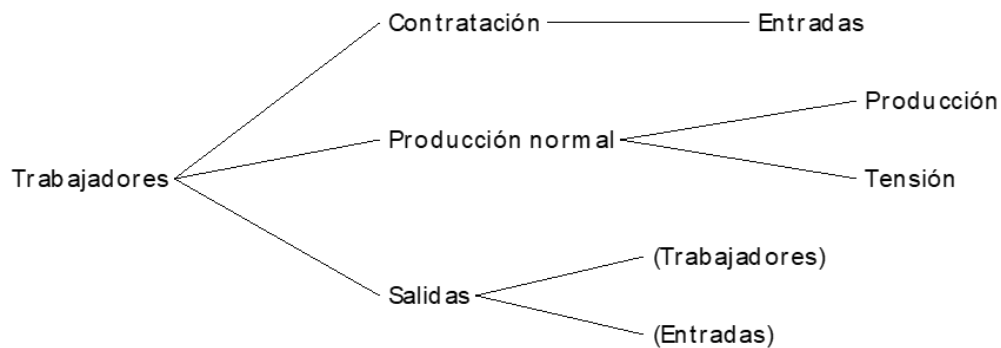 Contratación
Entradas
Producción
Producción normal
Trabajadores
Tensión
(Trabajadores)
Salidas
(Entradas)